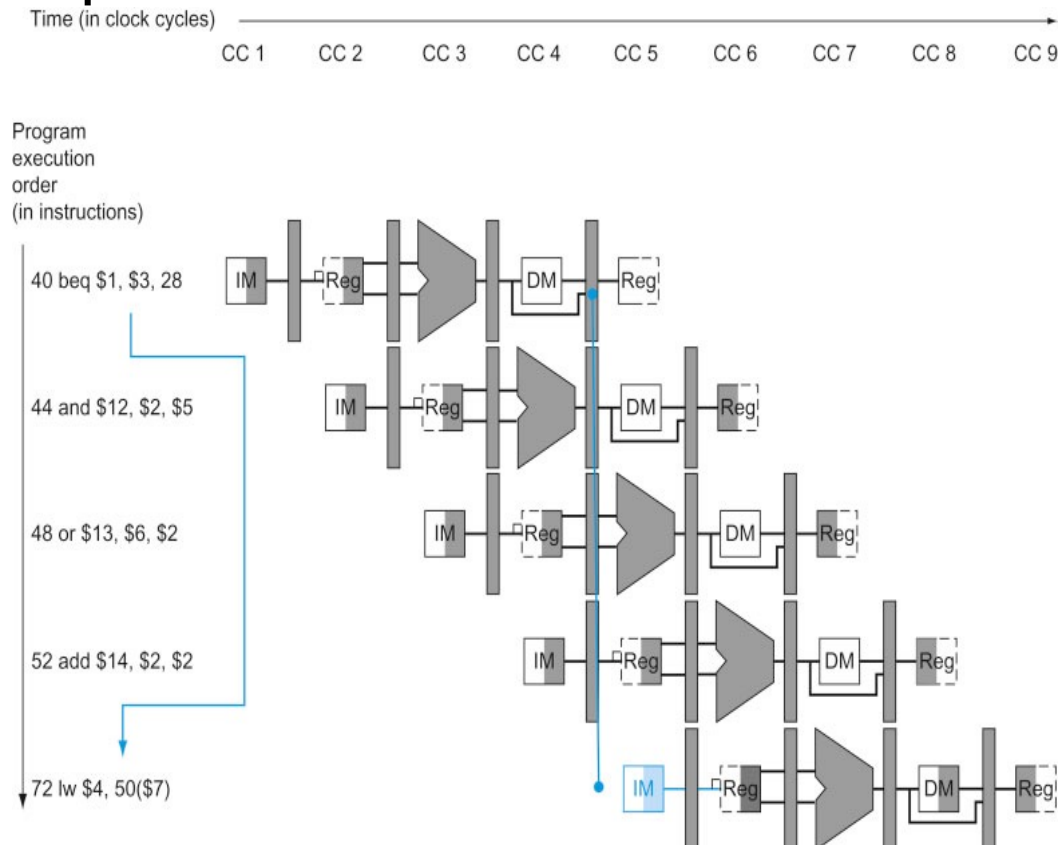 Time (in clock cycles)
CC 1 CC 2 CC 3 CC 4 CC 5 CC 6 CC 7 CC 8 CC 9
Program
execution
order
(in instructions)
40 beq $1, $3, 28
IM Reg DM Reg
44 and $12, $2, $5
IM Reg DM Reg
48 or $13, $6, $2
IM Reg DM Reg
52 add $14, $2, $2
IM Reg DM Reg
72 lw $4, 50($7)
IM Reg DM Reg